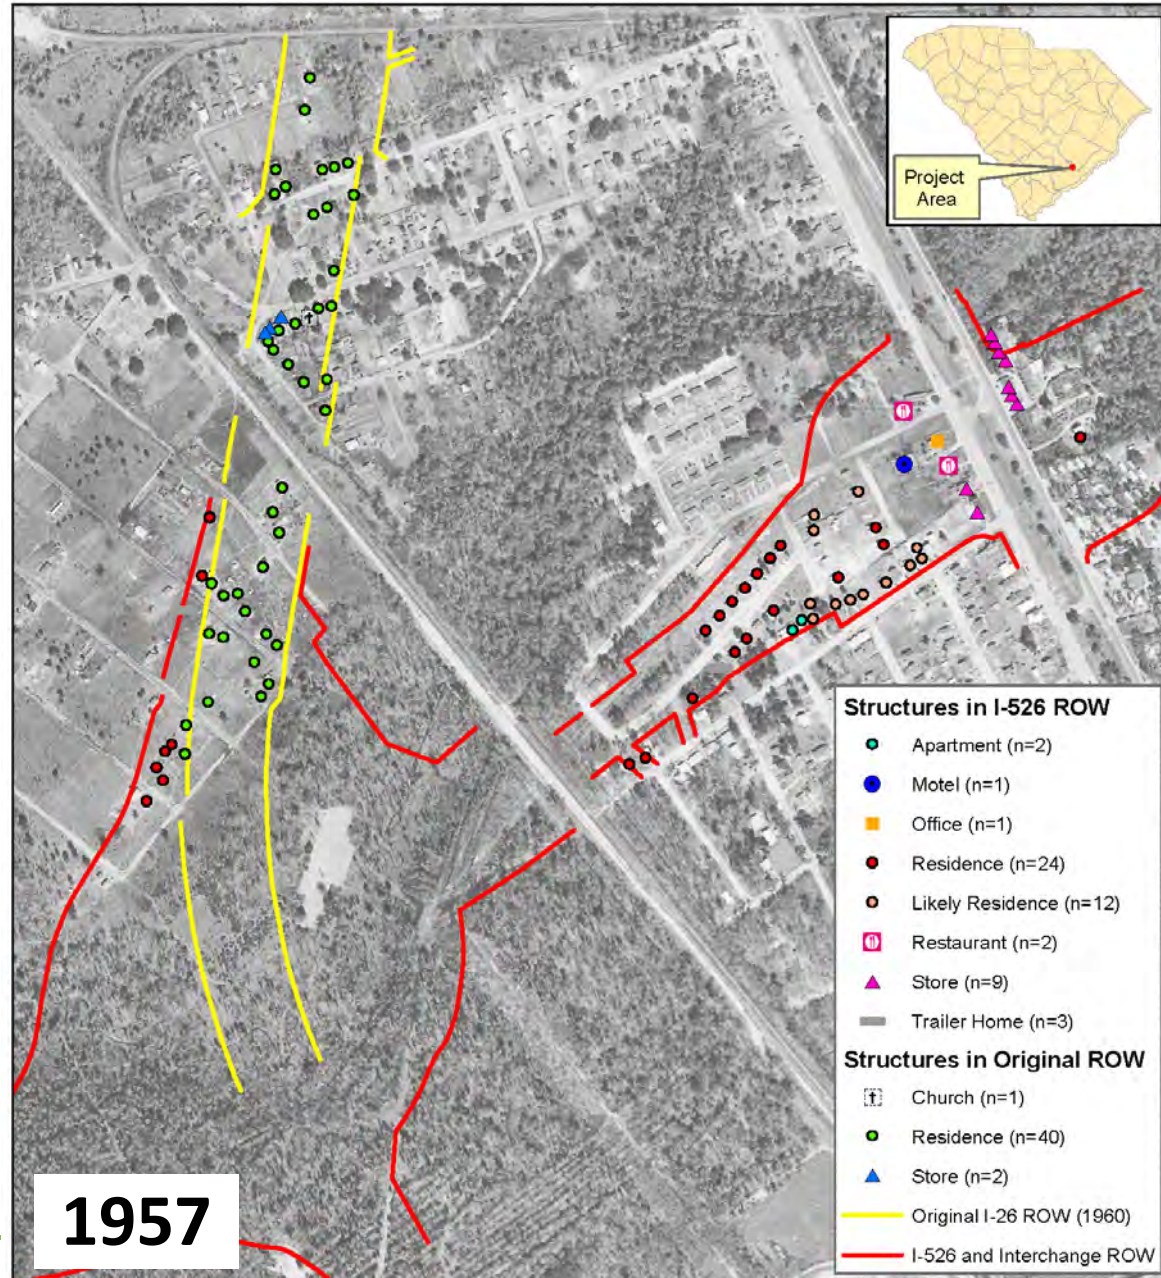 Project
Area
Structures in I-526 ROW
Apartment (n=2)
Motel (n=1)
Office (n=1)
Residence (n=24)
Likely Residence (n=12)
Restaurant (n=2)
Store (n=9)
Trailer Home (n=3)
Structures in Original ROW
Church (n=1)
Residence (n=40)
Store (n=2)
Original I-26 ROW (1960)
I-526 and Interchange ROW
1957